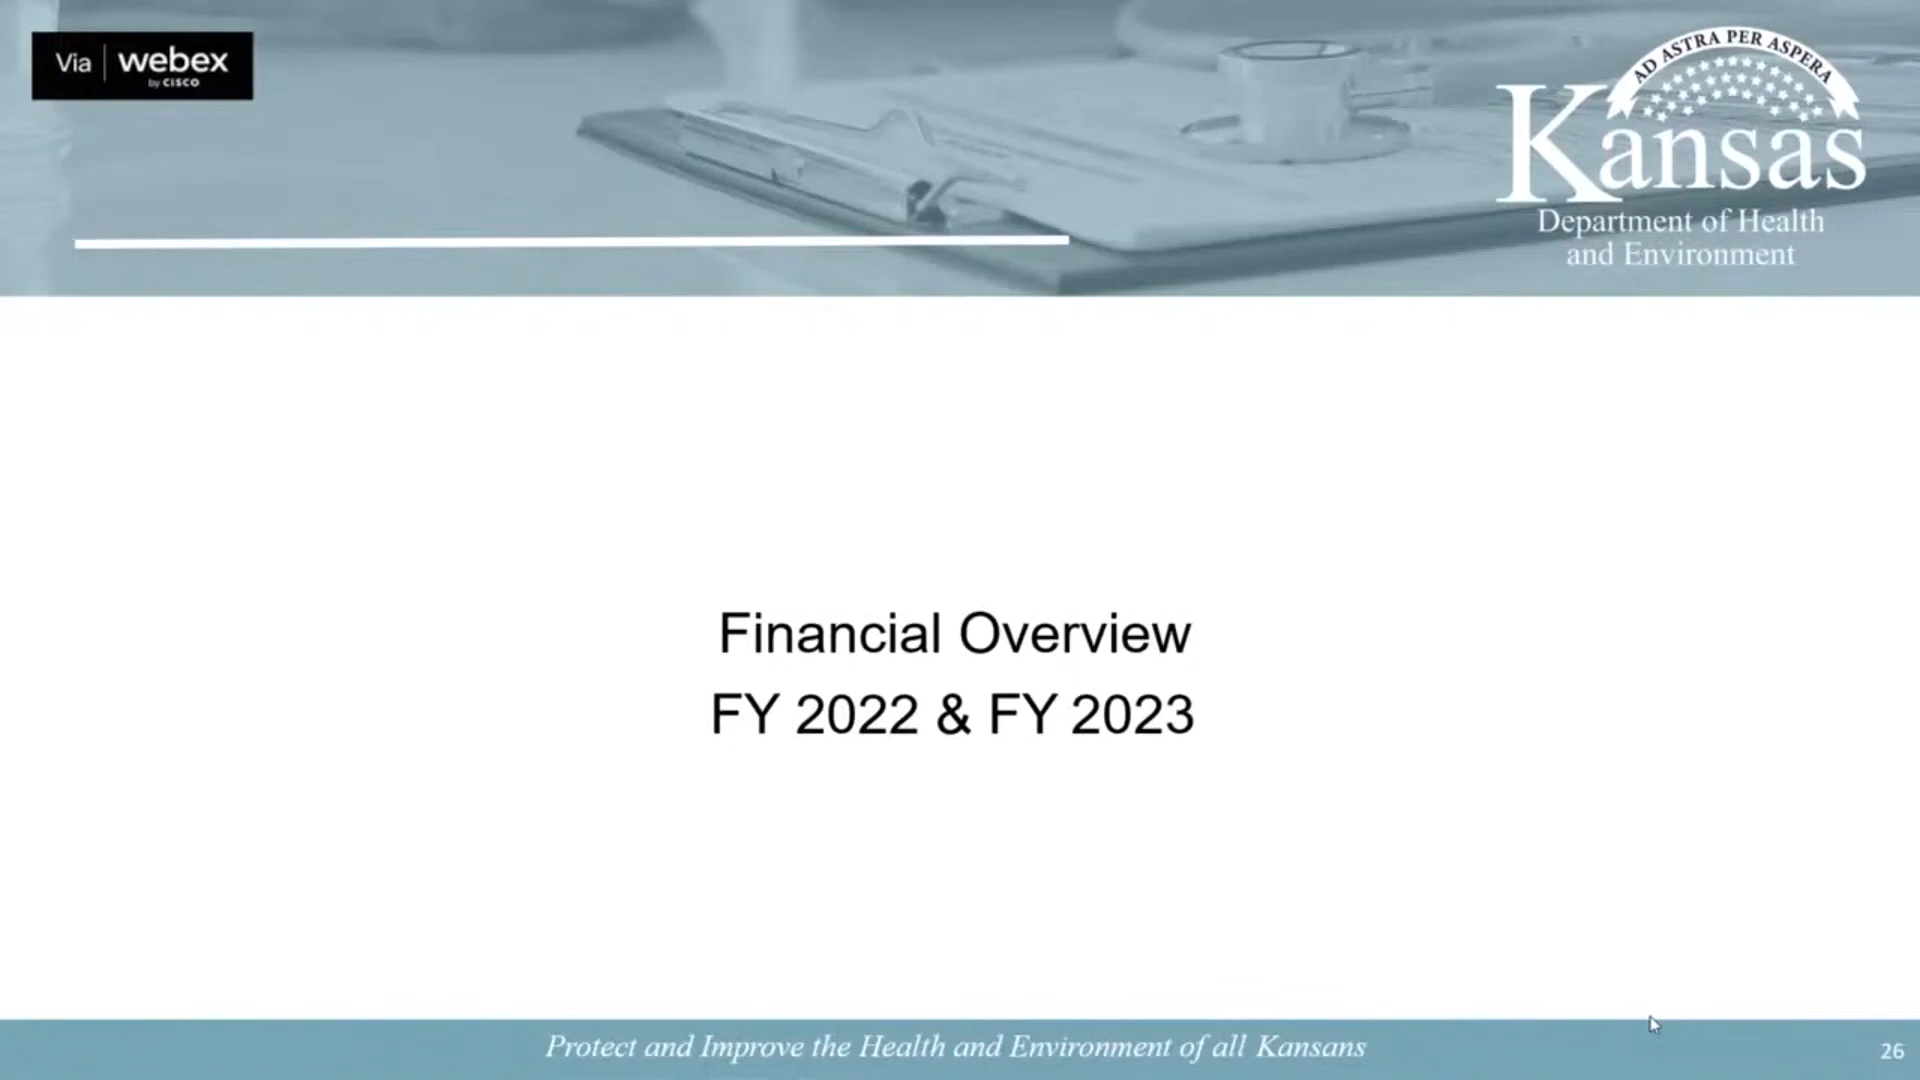 Via webex
by CISCO
AD ASTRA PER ASPERA
Kansas
Department of Health
and Environment
Financial Overview
FY 2022 & FY 2023
Protect and Improve the Health and Environment of all Kansans
26